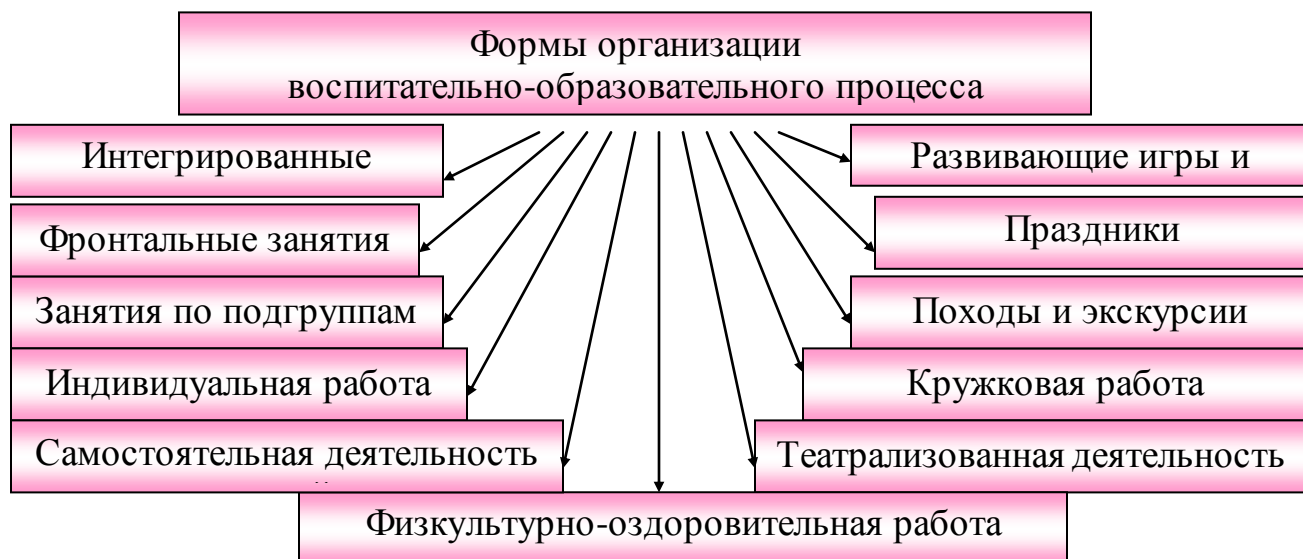 Формы организации
воспитательно-образовательного процесса
Интегрированные
Фронтальные занятия
Занятия по подгруппам
Индивидуальная работа
Самостоятельная деятельность
Развивающие игры и
Праздники
Походы и экскурсии
Кружковая работа
Театрализованная деятельность
Физкультурно-оздоровительная работа